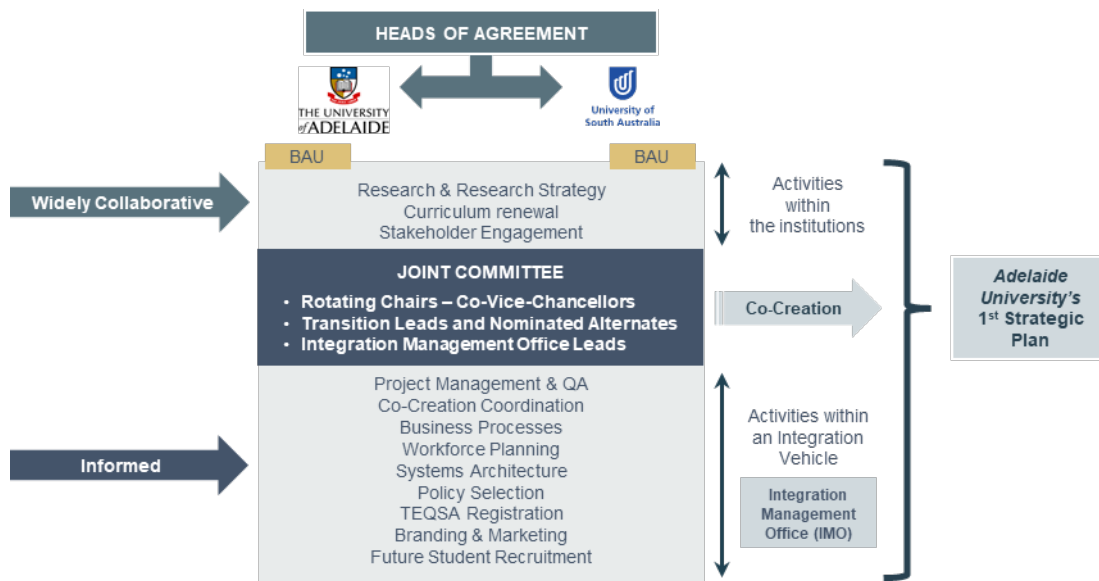 HEADS OF AGREEMENT
THE UNIVERSITY
of ADELAIDE
University of
South Australia
BAU
BAU
Widely Collaborative
Research & Research Strategy
Curriculum renewal
Stakeholder Engagement
Activities
within
the institutions
JOINT COMMITTEE
• Rotating Chairs – Co-Vice-Chancellors
• Transition Leads and Nominated Alternates
• Integration Management Office Leads
Co-Creation
Adelaide
University's
1st Strategic
Plan
Informed
Project Management & QA
Co-Creation Coordination
Business Processes
Workforce Planning
Systems Architecture
Policy Selection
TEQSA Registration
Branding & Marketing
Future Student Recruitment
Activities within
an Integration
Vehicle
Integration
Management
Office (IMO)